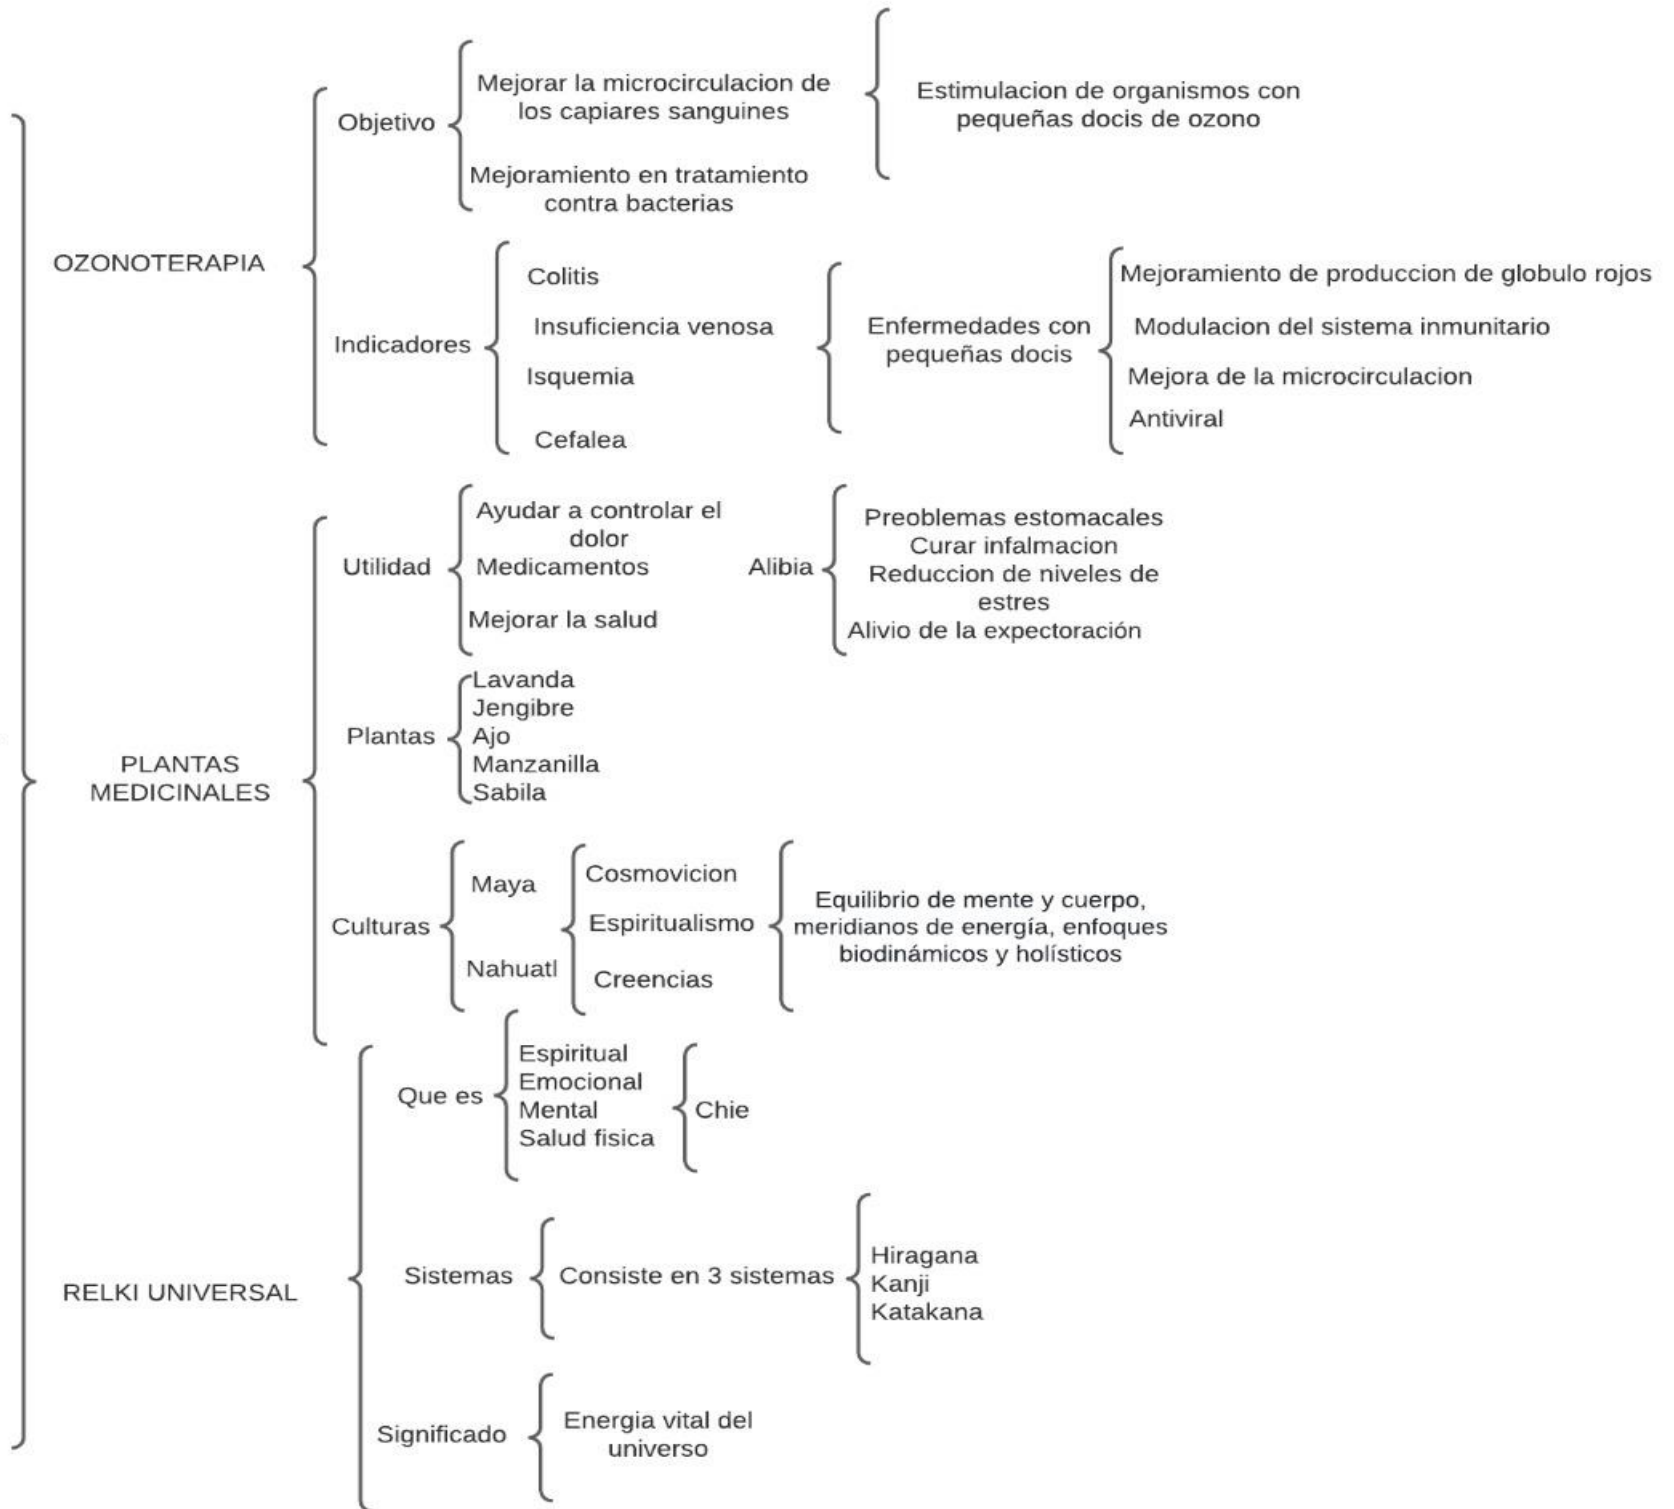 OZONOTERAPIA
Objetivo
Mejorar la microcirculacion de
los capiares sanguines
Mejoramiento en tratamiento
contra bacterias
Estimulacion de organismos con
pequeñas docis de ozono
Indicadores
Colitis
Insuficiencia venosa
Isquemia
Cefalea
Enfermedades con
pequeñas docis
Mejoramiento de produccion de globulo rojos
Modulacion del sistema inmunitario
Mejora de la microcirculacion
Antiviral
PLANTAS
MEDICINALES
Utilidad
Ayudar a controlar el
dolor
Medicamentos
Mejorar la salud
Alibia
Preoblemas estomacales
Curar infalmacion
Reduccion de niveles de
estres
Alivio de la expectoración
Plantas
Lavanda
Jengibre
Ajo
Manzanilla
Sabila
Culturas
Maya
Nahuatl
Cosmovicion
Espiritualismo
Creencias
Equilibrio de mente y cuerpo,
meridianos de energía, enfoques
biodinámicos y holísticos
RELKI UNIVERSAL
Que es
Espiritual
Emocional
Mental
Salud fisica
Chie
Sistemas
Consiste en 3 sistemas
Hiragana
Kanji
Katakana
Significado
Energia vital del
universo